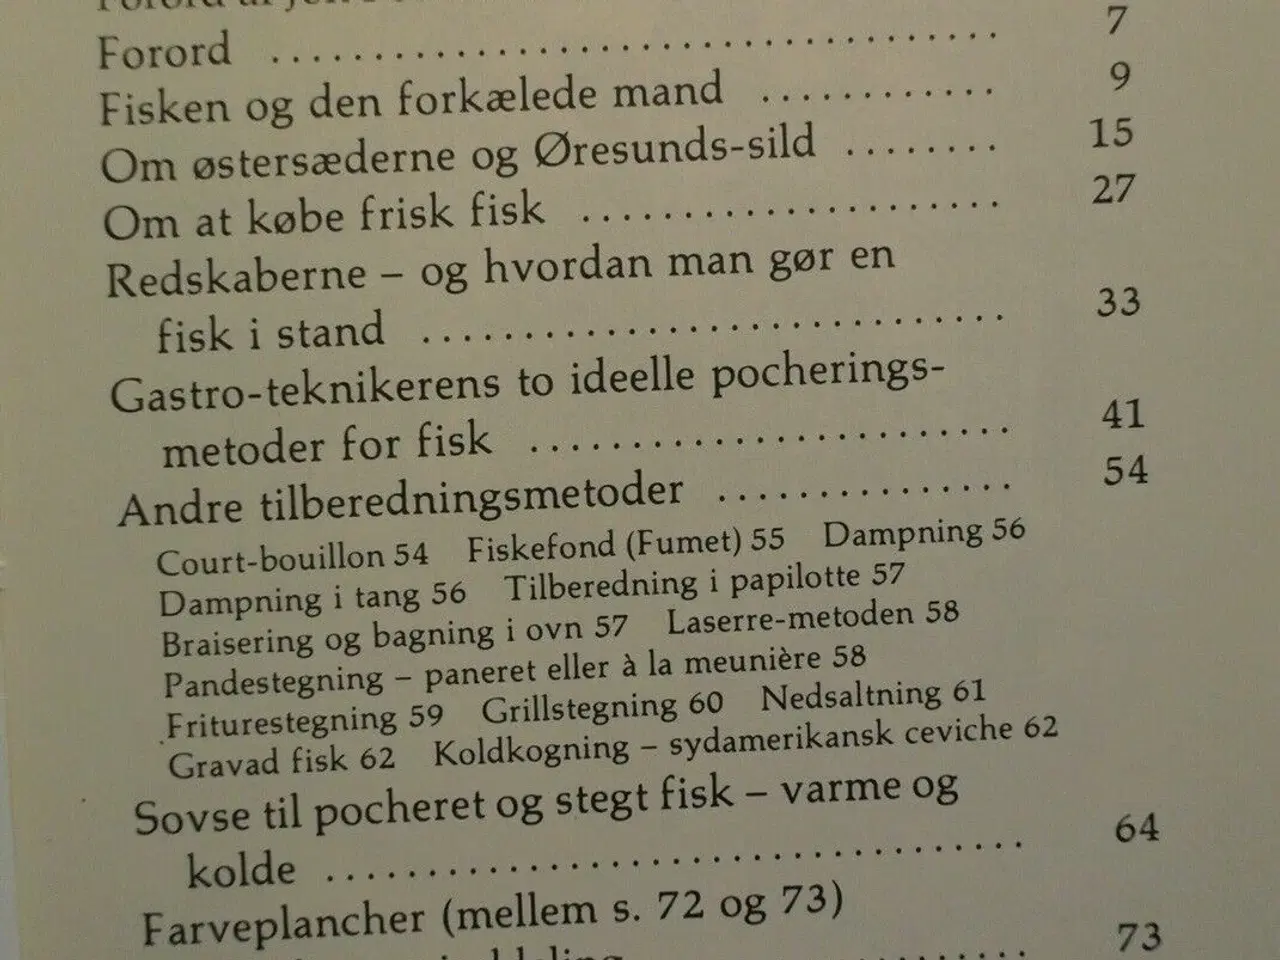 Forord ........ 7
Fisken og den forkælede mand ........ 9
Om østersæderne og Øresunds-sild ........ 15
Om at købe frisk fisk ........ 27
Redskaberne – og hvordan man gør en
fisk i stand ........ 33
Gastro-teknikerens to ideelle pocherings-
metoder for fisk ........ 41
Andre tilberedningsmetoder ........ 54
Court-bouillon 54 Fiskefond (Fumet) 55 Dampning 56
Dampning i tang 56 Tilberedning i papilotte 57
Braisering og bagning i ovn 57 Laserre-metoden 58
Pandestegning – paneret eller à la meunière 58
Friturestegning 59 Grillstegning 60 Nedsaltning 61
Gravad fisk 62 Koldkogning – sydamerikansk ceviche 62
Sovse til pocheret og stegt fisk – varme og
kolde ........ 64
Farveplancher (mellem s. 72 og 73)
73